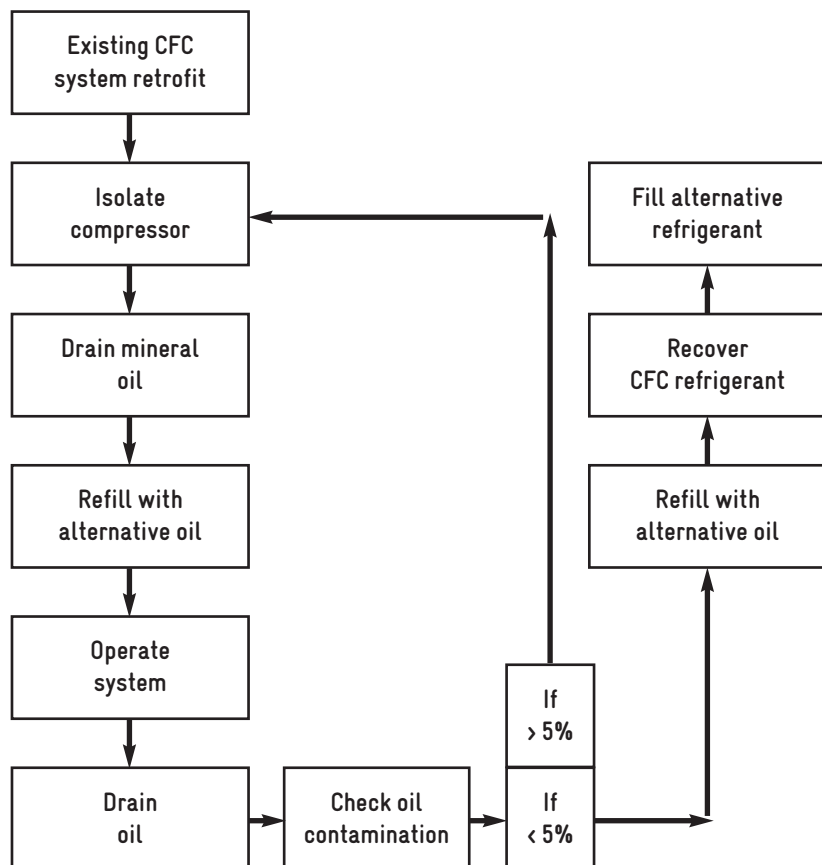 Existing CFC
system retrofit
Isolate
compressor
Drain mineral
oil
Refill with
alternative oil
Operate
system
Drain
oil
Check oil
contamination
If
> 5%
If
< 5%
Refill with
alternative oil
Recover
CFC refrigerant
Fill alternative
refrigerant